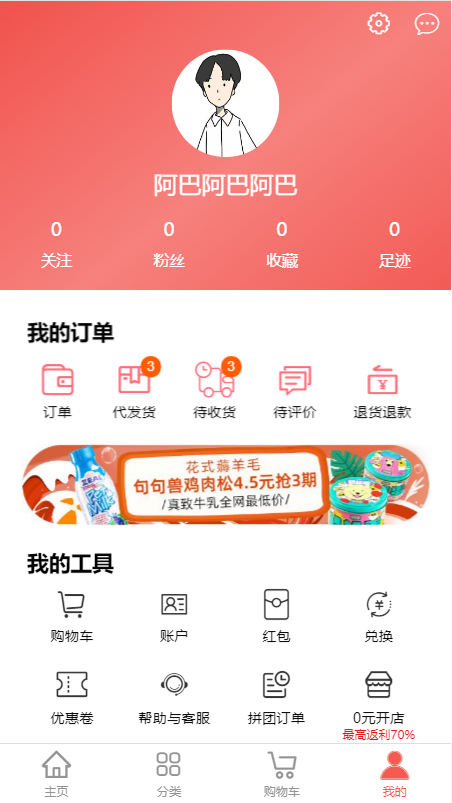 阿巴阿巴阿巴
0 0 0 0
关注 粉丝 收藏 足迹
我的订单
3 3
订单 代发货 待收货 待评价 退货退款
ZEAL
花式薅羊毛
句句兽鸡肉松4.5元抢3期
/真致牛乳全网最低价/
我的工具
购物车 账户 红包 兑换
优惠卷 帮助与客服 拼团订单 0元开店
最高返利70%
主页 分类 购物车 我的